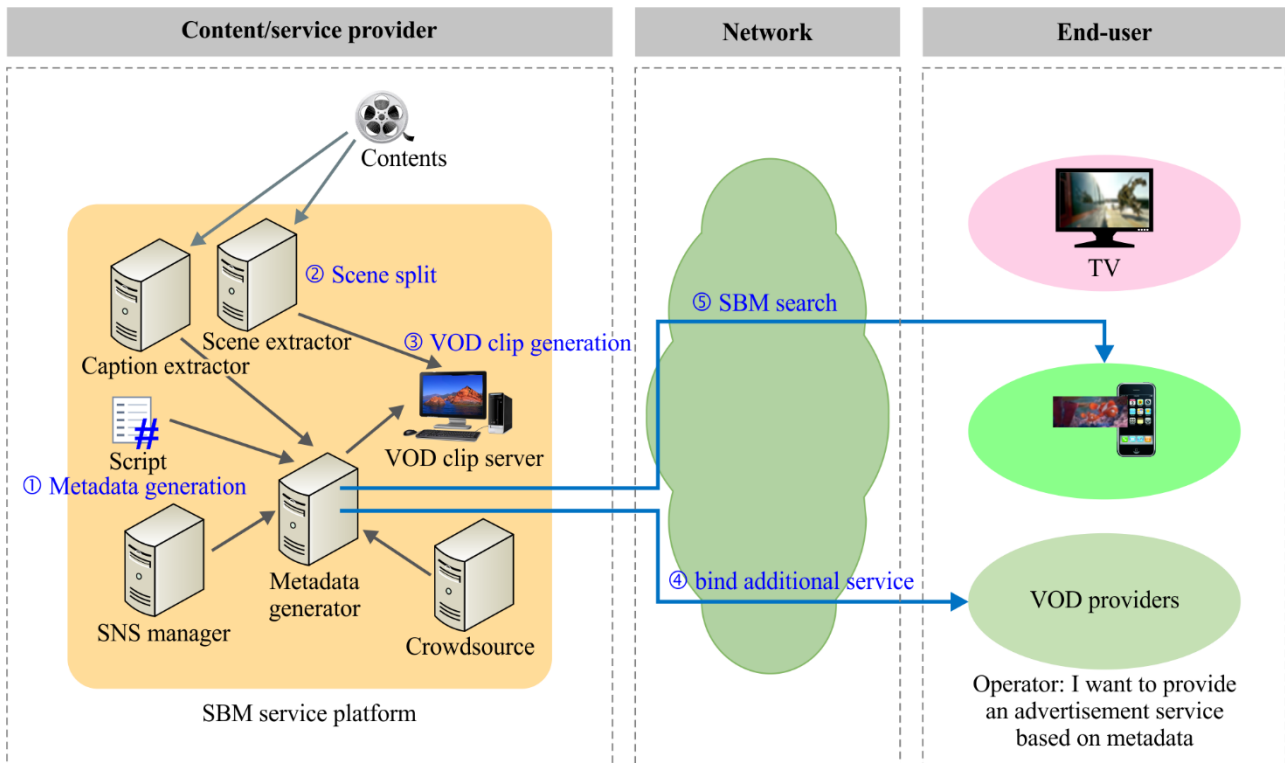 Content/service provider
Network
End-user
Contents
② Scene split
Scene extractor
Caption extractor
③ VOD clip generation
#
Script
① Metadata generation
VOD clip server
SNS manager
Metadata
generator
Crowdsource
SBM service platform
⑤ SBM search
④ bind additional service
TV
VOD providers
Operator: I want to provide
an advertisement service
based on metadata